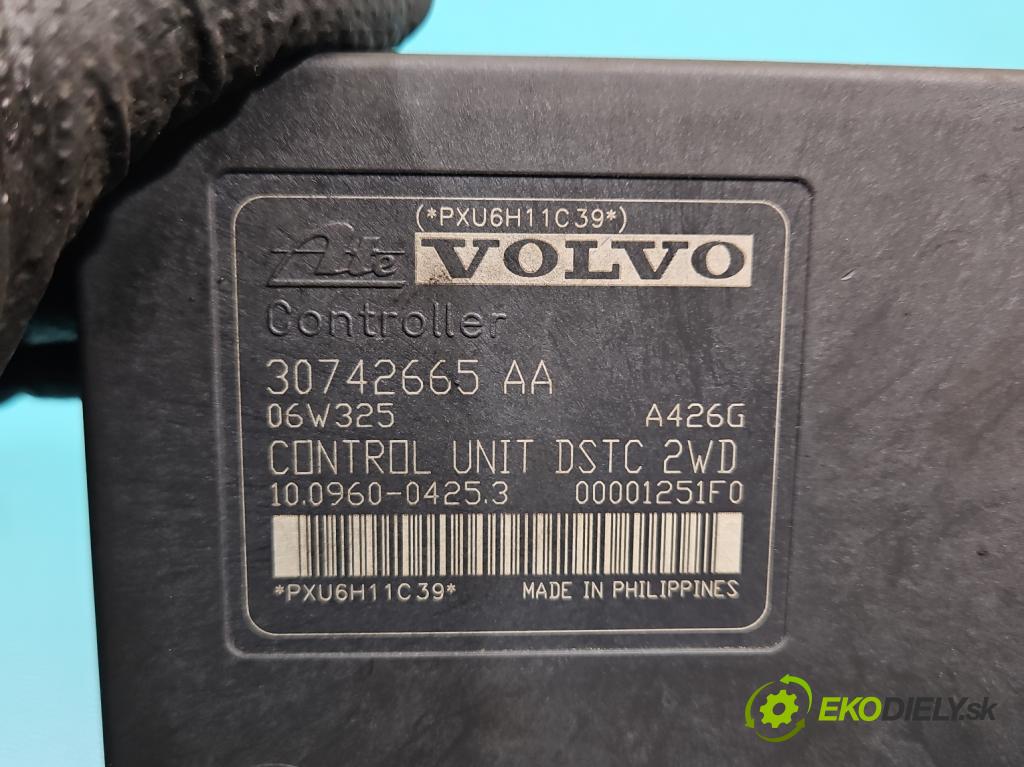 (*PXU6H11C39*)
Ate VOLVO
Controller
30742665 AA
06W325 A426G
CONTROL UNIT DSTC 2WD
10.0960-0425.3 00001251F0
*PXU6H11C39* MADE IN PHILIPPINES
EKODIELY.sk